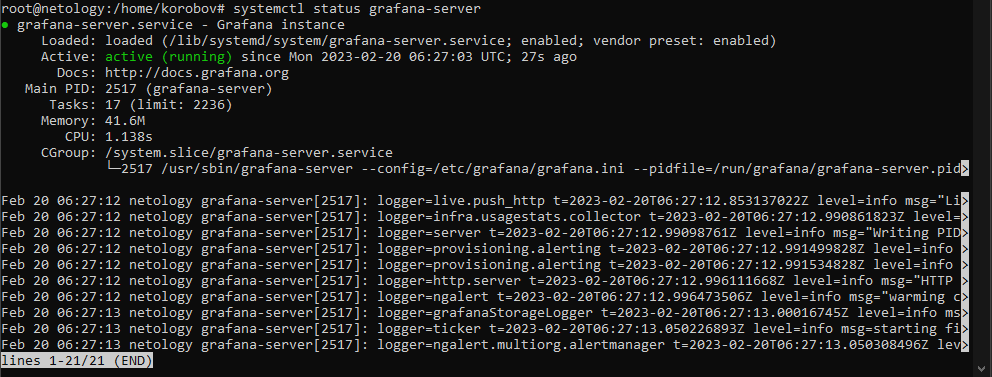 root@netology:/home/korobov# systemctl status grafana-server
● grafana-server.service - Grafana instance
Loaded: loaded (/lib/systemd/system/grafana-server.service; enabled; vendor preset: enabled)
Active: active (running) since Mon 2023-02-20 06:27:03 UTC; 27s ago
Docs: http://docs.grafana.org
Main PID: 2517 (grafana-server)
Tasks: 17 (limit: 2236)
Memory: 41.6M
CPU: 1.138s
CGroup: /system.slice/grafana-server.service
└─2517 /usr/sbin/grafana-server --config=/etc/grafana/grafana.ini --pidfile=/run/grafana/grafana-server.pid>
Feb 20 06:27:12 netology grafana-server[2517]: logger=live.push_http t=2023-02-20T06:27:12.853137022Z level=info msg="Li>
Feb 20 06:27:12 netology grafana-server[2517]: logger=infra.usagestats.collector t=2023-02-20T06:27:12.990861823Z level=>
Feb 20 06:27:12 netology grafana-server[2517]: logger=server t=2023-02-20T06:27:12.99098761Z level=info msg="Writing PID>
Feb 20 06:27:12 netology grafana-server[2517]: logger=provisioning.alerting t=2023-02-20T06:27:12.991499828Z level=info >
Feb 20 06:27:12 netology grafana-server[2517]: logger=provisioning.alerting t=2023-02-20T06:27:12.991534828Z level=info >
Feb 20 06:27:12 netology grafana-server[2517]: logger=http.server t=2023-02-20T06:27:12.996111668Z level=info msg="HTTP >
Feb 20 06:27:12 netology grafana-server[2517]: logger=ngalert t=2023-02-20T06:27:12.996473506Z level=info msg="warming c>
Feb 20 06:27:13 netology grafana-server[2517]: logger=grafanaStorageLogger t=2023-02-20T06:27:13.00016745Z level=info ms>
Feb 20 06:27:13 netology grafana-server[2517]: logger=ticker t=2023-02-20T06:27:13.050226893Z level=info msg=starting fi>
Feb 20 06:27:13 netology grafana-server[2517]: logger=ngalert.multiorg.alertmanager t=2023-02-20T06:27:13.050308496Z lev>
lines 1-21/21 (END)